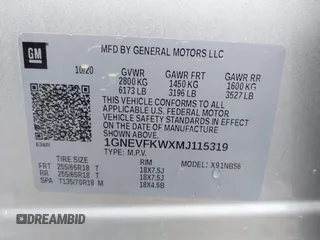 GM
MFD BY GENERAL MOTORS LLC
10/20 GVWR GAWR FRT GAWR RR
2800 KG 1450 KG 1600 KG
6173 LB 3196 LB 3527 LB
THIS VEHICLE CONFORMS TO ALL APPLICABLE
U.S. FEDERAL MOTOR VEHICLE SAFETY
STANDARDS IN EFFECT ON THE DATE OF
MANUFACTURE SHOWN ABOVE.
1GNEVFKWXMJ115319
TYPE: M.P.V. X91NB56
TIRE SIZE RIM
FRT 255/65R18 T 18X7.5J
RR 255/65R18 T 18X7.5J
SPA T135/70R18 M 18X4.5B
DREAMBID